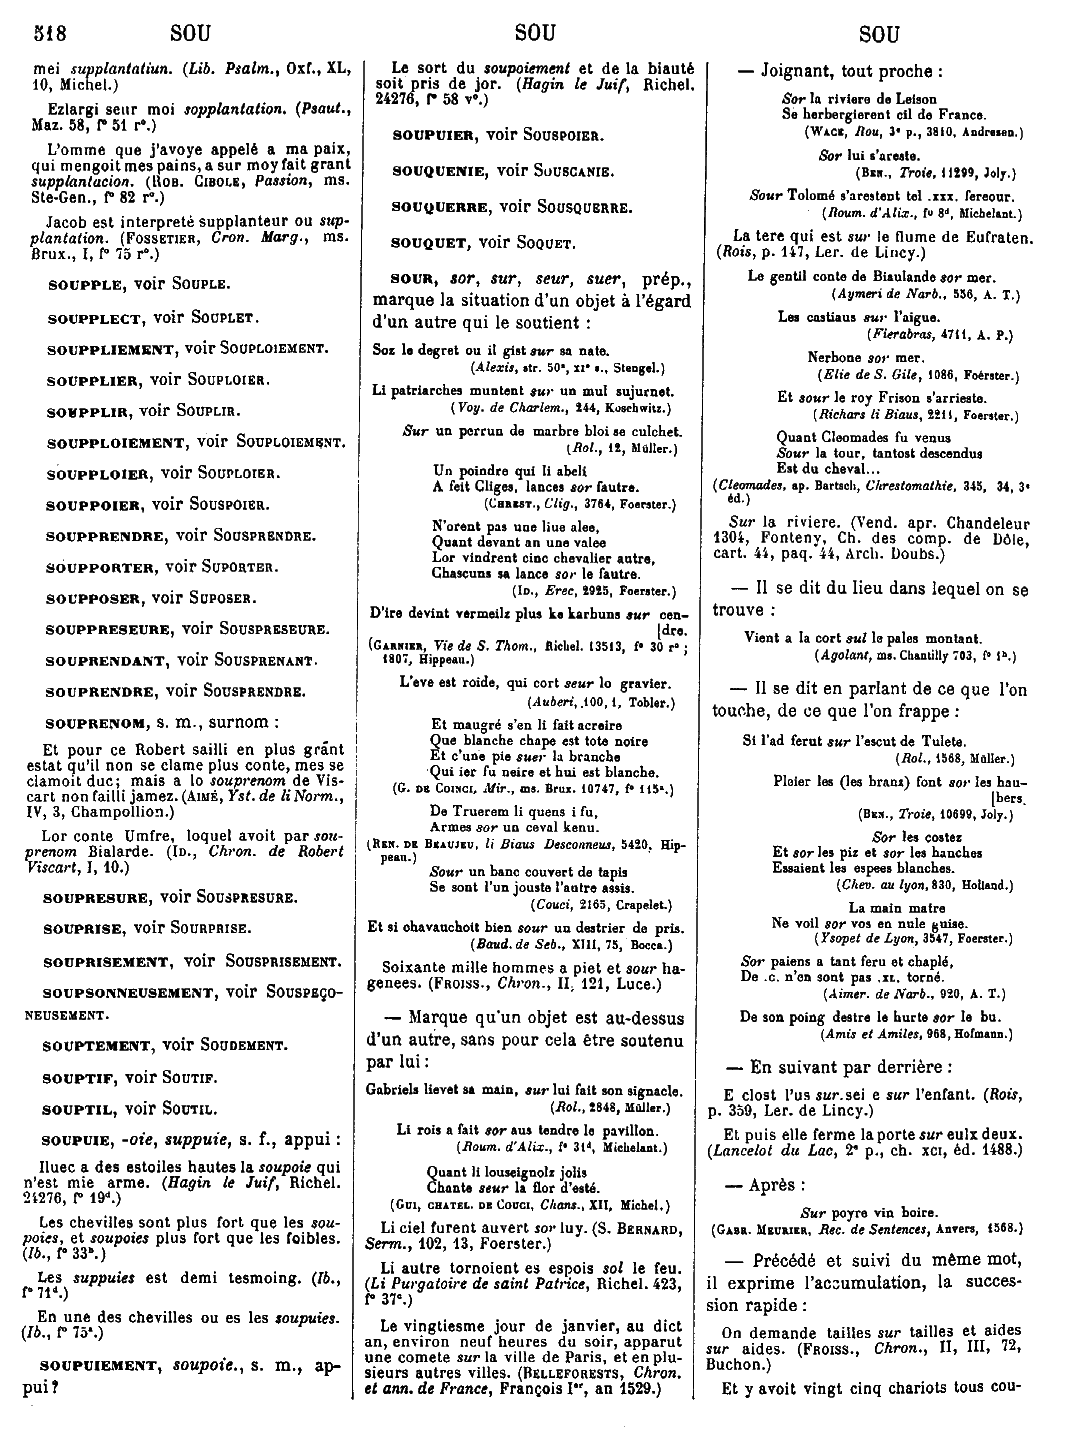 518 SOU SOU SOU
mei supplantatiun. (Lib. Psalm., Oxf., XL,
10, Michel.)
Ezlargi seur moi sopplantation. (Psaut.,
Maz. 58, f° 51 r°.)
L'omme que j'avoye appelé a ma paix,
qui mengoit mes pains, a sur moy fait grant
supplantacion. (ROB. CIBOLE, Passion, ms.
Ste-Gen., f° 82 r°.)
Jacob est interpreté supplanteur ou sup-
plantation. (FOSSETIER, Cron. Marg., ms.
Brux., I, f° 75 r°.)
SOUPPLE, voir SOUPLE.
SOUPPLECT, voir SOUPLET.
SOUPPLIEMENT, voir SOUPLOIEMENT.
SOUPPLIER, voir SOUPLOIER.
SOUPPLIR, voir SOUPLIR.
SOUPPLOIEMENT, voir SOUPLOIEMENT.
SOUPPLOIER, voir SOUPLOIER.
SOUPPOIER, voir SOUSPOIER.
SOUPPRENDRE, voir SOUSPRENDRE.
SOUPPORTER, voir SUPORTER.
SOUPPOSER, voir SUPOSER.
SOUPPRESEURE, voir SOUSPRESEURE.
SOUPRENDANT, voir SOUSPRENANT.
SOUPRENDRE, voir SOUSPRENDRE.
SOUPRENOM, s. m., surnom :
Et pour ce Robert sailli en plus grant
estat qu'il non se clame plus conte, mes se
clamoit duc; mais a lo souprenom de Vis-
cart non failli jamez. (AIMÉ, Yst. de li Norm.,
IV, 3, Champollion.)
Lor conte Umfre, loquel avoit par sou-
prenom Bialarde. (ID., Chron. de Robert
Viscart, I, 10.)
SOUPRESURE, voir SOUSPRESURE.
SOUPRISE, voir SOURPRISE.
SOUPRISEMENT, voir SOUSPRISEMENT.
SOUPSONNEUSEMENT, voir SOUSPEÇO-
NEUSEMENT.
SOUPTEMENT, voir SOUDEMENT.
SOUPTIF, voir SOUTIF.
SOUPTIL, voir SOUTIL.
SOUPUIE, -oie, suppuie, s. f., appui :
Iluec a des estoiles hautes la soupoie qui
n'est mie arme. (Hagin le Juif, Richel.
24276, f° 19ᵈ.)
Les chevilles sont plus fort que les sou-
poies, et soupoies plus fort que les foibles.
(Ib., f° 33ᵇ.)
Les suppuies est demi tesmoing. (Ib.,
f° 71ᵈ.)
En une des chevilles ou es les soupuies.
(Ib., f° 75ᵃ.)
SOUPUIEMENT, soupoie., s. m., ap-
pui ?
Le sort du soupoiement et de la biauté
soit pris de jor. (Hagin le Juif, Richel.
24276, f° 58 v°.)
SOUPUIER, voir SOUSPOIER.
SOUQUENIE, voir SOUSCANIE.
SOUQUERRE, voir SOUSQUERRE.
SOUQUET, voir SOQUET.
SOUR, sor, sur, seur, suer, prép.,
marque la situation d'un objet à l'égard
d'un autre qui le soutient :
Soz le degret ou il gist sur sa nate.
(Alexis, str. 50ᵉ, XIᵉ s., Stengel.)
Li patriarches muntent sur un mul sujurnet.
(Voy. de Charlem., 244, Koschwitz.)
Sur un perrun de marbre bloi se culchet.
(Rol., 12, Müller.)
Un poindre qui li abeli
A feit Cliges, lances sor fautre.
(CHREST., Clig., 3764, Foerster.)
N'orent pas une liue alee,
Quant devant an une valee
Lor vindrent cinc chevalier autre,
Chascuns sa lance sor le fautre.
(ID., Erec, 2925, Foerster.)
D'ire devint vermeilz plus ke karbuns sur cen-
[dre.
(GARNIER, Vie de S. Thom., Richel. 13513, f° 30 r° ;
1807, Hippeau.)
L'eve est roide, qui cort seur lo gravier.
(Auberi, 100, 1, Tobler.)
Et maugré s'en li fait acroire
Que blanche chape est tote noire
Et c'une pie suer la branche
Qui ier fu neire et hui est blanche.
(G. DE COINCI, Mir., ms. Brux. 10747, f° 115ᵃ.)
De Truerem li quens i fu,
Armes sor un ceval kenu.
(REN. DE BEAUJEU, li Biaus Desconneus, 5420, Hip-
peau.)
Sour un banc couvert de tapis
Se sont l'un jouste l'autre assis.
(Couci, 2165, Crapelet.)
Et si chavauchoit bien sour un destrier de pris.
(Baud. de Seb., XIII, 75, Bocca.)
Soixante mille hommes a piet et sour ha-
genees. (FROISS., Chron., II, 121, Luce.)
— Marque qu'un objet est au-dessus
d'un autre, sans pour cela être soutenu
par lui :
Gabriels lievet sa main, sur lui fait son signacle.
(Rol., 2848, Müller.)
Li rois a fait sor aus tendre le pavillon.
(Roum. d'Alix., f° 31ᵈ, Michelant.)
Quant li louseignolz jolis
Chante seur la flor d'esté.
(GUI, CHATEL. DE COUCI, Chans., XII, Michel.)
Li ciel furent auvert sor luy. (S. BERNARD,
Serm., 102, 13, Foerster.)
Li autre tornoient es espois sol le feu.
(Li Purgatoire de saint Patrice, Richel. 423,
f° 37ᶜ.)
Le vingtiesme jour de janvier, au dict
an, environ neuf heures du soir, apparut
une comete sur la ville de Paris, et en plu-
sieurs autres villes. (BELLEFORESTS, Chron.
et ann. de France, François Iᵉʳ, an 1529.)
— Joignant, tout proche :
Sor la riviere de Leison
Se herbergierent cil de France.
(WACE, Rou, 3ᵉ p., 3810, Andresen.)
Sor lui s'areste.
(BEN., Troie, 11299, Joly.)
Sour Tolomé s'arestent tel .xxx. fereour.
(Roum. d'Alix., f° 8ᵈ, Michelant.)
La tere qui est sur le flume de Eufraten.
(Rois, p. 147, Ler. de Lincy.)
Le gentil conte de Biaulande sor mer.
(Aymeri de Narb., 536, A. T.)
Les castiaus sur l'aigue.
(Fierabras, 4711, A. P.)
Nerbone sor mer.
(Elie de S. Gile, 1086, Foerster.)
Et sour le roy Frison s'arrieste.
(Richars li Biaus, 2211, Foerster.)
Quant Cleomades fu venus
Sour la tour, tantost descendus
Est du cheval...
(Cleomades, ap. Bartsch, Chrestomathie, 345, 34, 3ᵉ
éd.)
Sur la riviere. (Vend. apr. Chandeleur
1304, Fonteny, Ch. des comp. de Dôle,
cart. 44, paq. 44, Arch. Doubs.)
— Il se dit du lieu dans lequel on se
trouve :
Vient a la cort sul le pales montant.
(Agolant, ms. Chantilly 703, f° 1ᵇ.)
— Il se dit en parlant de ce que l'on
touche, de ce que l'on frappe :
Si l'ad ferut sur l'escut de Tulete.
(Rol., 1568, Müller.)
Ploier les (les branz) font sor les hau-
[bers.
(BEN., Troie, 10699, Joly.)
Sor les costez
Et sor les piz et sor les hanches
Essaient les espees blanches.
(Chev. au lyon, 830, Holland.)
La main matre
Ne voil sor vos en nule guise.
(Ysopet de Lyon, 3547, Foerster.)
Sor paiens a tant feru et chaplé,
De .c. n'en sont pas .XL. torné.
(Aimer. de Narb., 920, A. T.)
De son poing destre le hurte sor le bu.
(Amis et Amiles, 968, Hofmann.)
— En suivant par derrière :
E clost l'us sur sei e sur l'enfant. (Rois,
p. 359, Ler. de Lincy.)
Et puis elle ferme la porte sur eulx deux.
(Lancelot du Lac, 2ᵉ p., ch. XCI, éd. 1488.)
— Après :
Sur poyre vin boire.
(GABR. MEURIER, Rec. de Sentences, Anvers, 1568.)
— Précédé et suivi du même mot,
il exprime l'accumulation, la succes-
sion rapide :
On demande tailles sur tailles et aides
sur aides. (FROISS., Chron., II, III, 72,
Buchon.)
Et y avoit vingt cinq chariots tous cou-